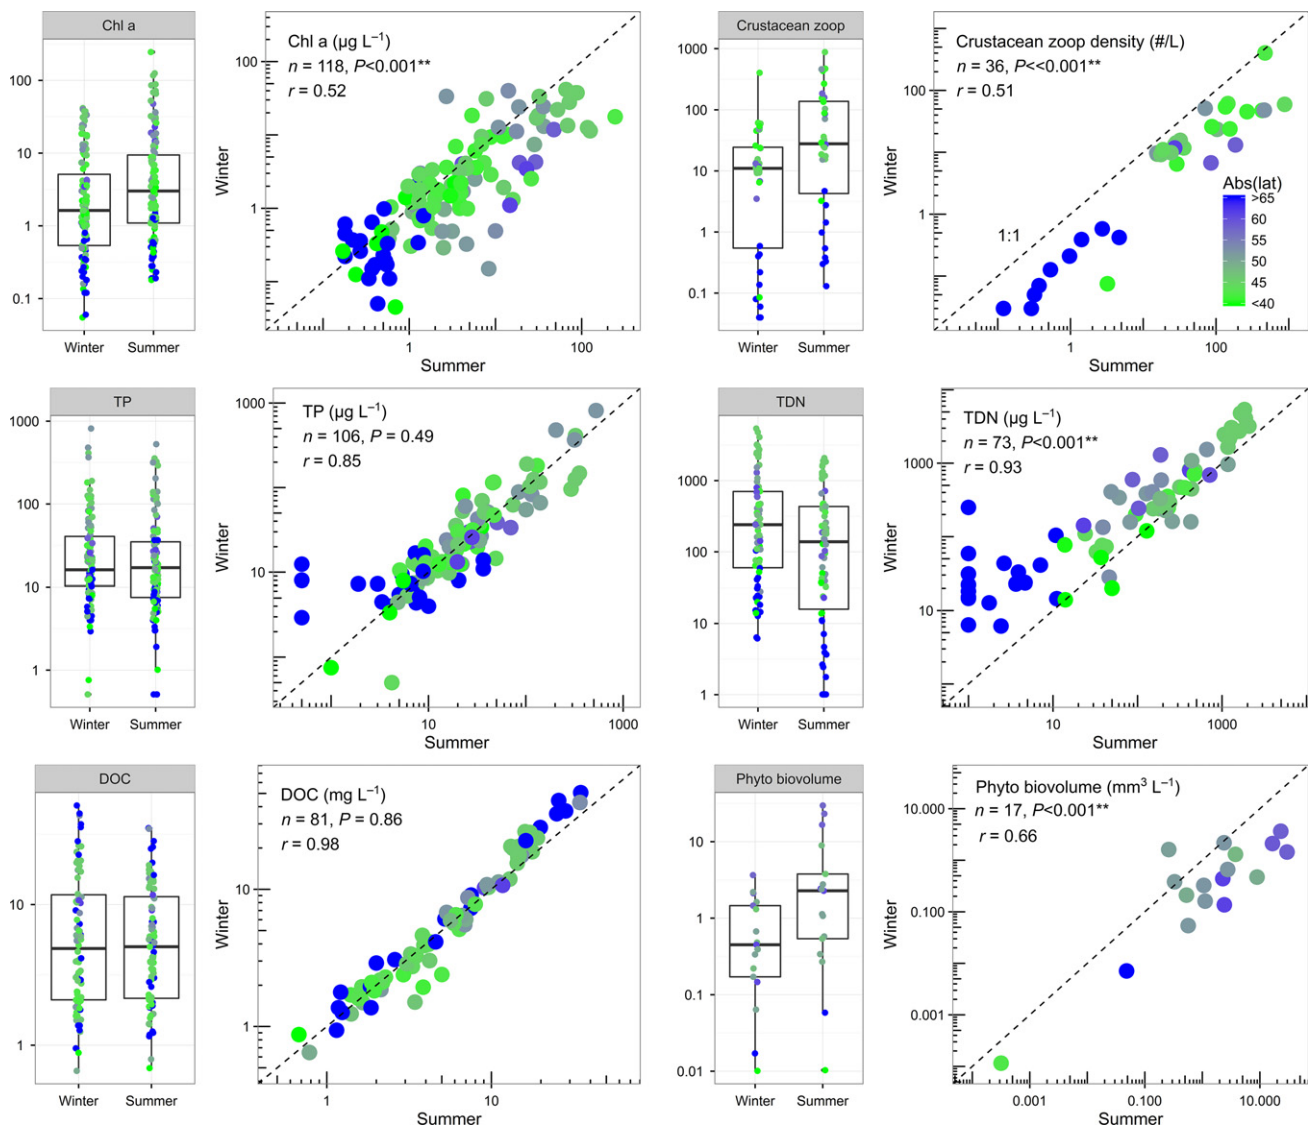 Chl a
100
10
1
0.1
Winter
Summer
Chl a (µg L⁻¹)
n = 118, P<0.001**
r = 0.52
Winter
100
1
1
100
Summer
Crustacean zoop
1000
100
10
1
0.1
Winter
Summer
Crustacean zoop density (#/L)
n = 36, P<<0.001**
r = 0.51
Winter
100
1
1:1
Abs(lat)
>65
60
55
50
45
<40
1
100
Summer
TP
1000
100
10
1
Winter
Summer
TP (µg L⁻¹)
n = 106, P = 0.49
r = 0.85
Winter
1000
10
10
1000
Summer
TDN
1000
100
10
1
Winter
Summer
TDN (µg L⁻¹)
n = 73, P<0.001**
r = 0.93
Winter
1000
10
10
1000
Summer
DOC
10
1
Winter
Summer
DOC (mg L⁻¹)
n = 81, P = 0.86
r = 0.98
Winter
10
1
1
10
Summer
Phyto biovolume
10
1
0.1
0.01
Winter
Summer
Phyto biovolume (mm³ L⁻¹)
n = 17, P<0.001**
r = 0.66
Winter
10.000
0.100
0.001
0.001
0.100
10.000
Summer